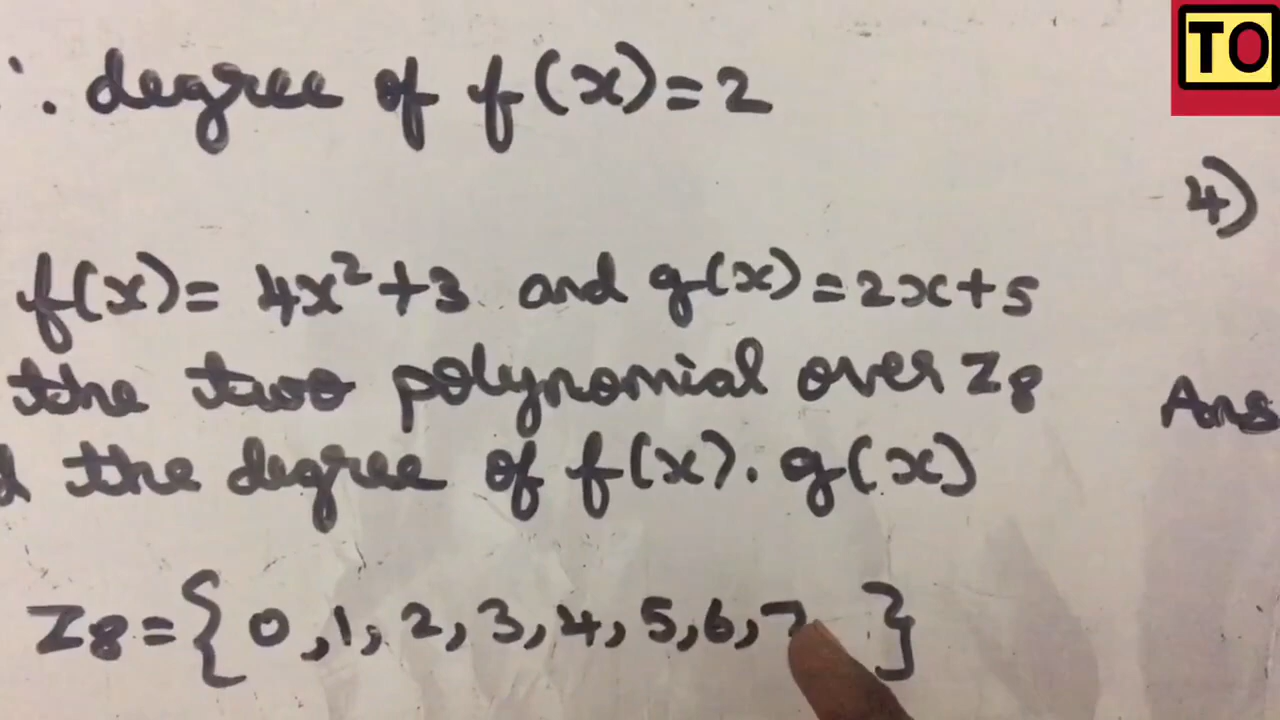 TO
∴ degree of f(x)=2
4)
f(x)= 4x²+3 and g(x)=2x+5
the two polynomial over Z8
Ans
the degree of f(x).g(x)
Z8={0,1,2,3,4,5,6,7 }